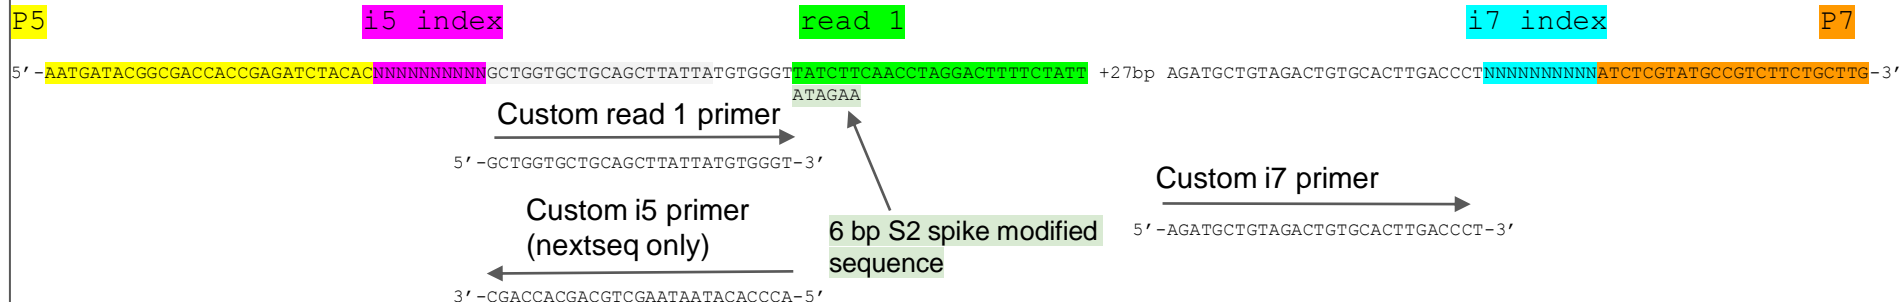 P5 i5 index read 1 i7 index P7
5’-AATGATACGGCGACCACCGAGATCTACACNNNNNNNNNNGCTGGTGCTGCAGCTTATTATGTGGGTTATCTTCAACCTAGGACTTTTCTATT +27bp AGATGCTGTAGACTGTGCACTTGACCCTNNNNNNNNNNATCTCGTATGCCGTCTTCTGCTTG-3’
ATAGAA
Custom read 1 primer
5’-GCTGGTGCTGCAGCTTATTATGTGGGT-3’
Custom i7 primer
Custom i5 primer
(nextseq only)
6 bp S2 spike modified
sequence
5’-AGATGCTGTAGACTGTGCACTTGACCCT-3’
3’-CGACCACGACGTCGAATAATACACCCA-5’